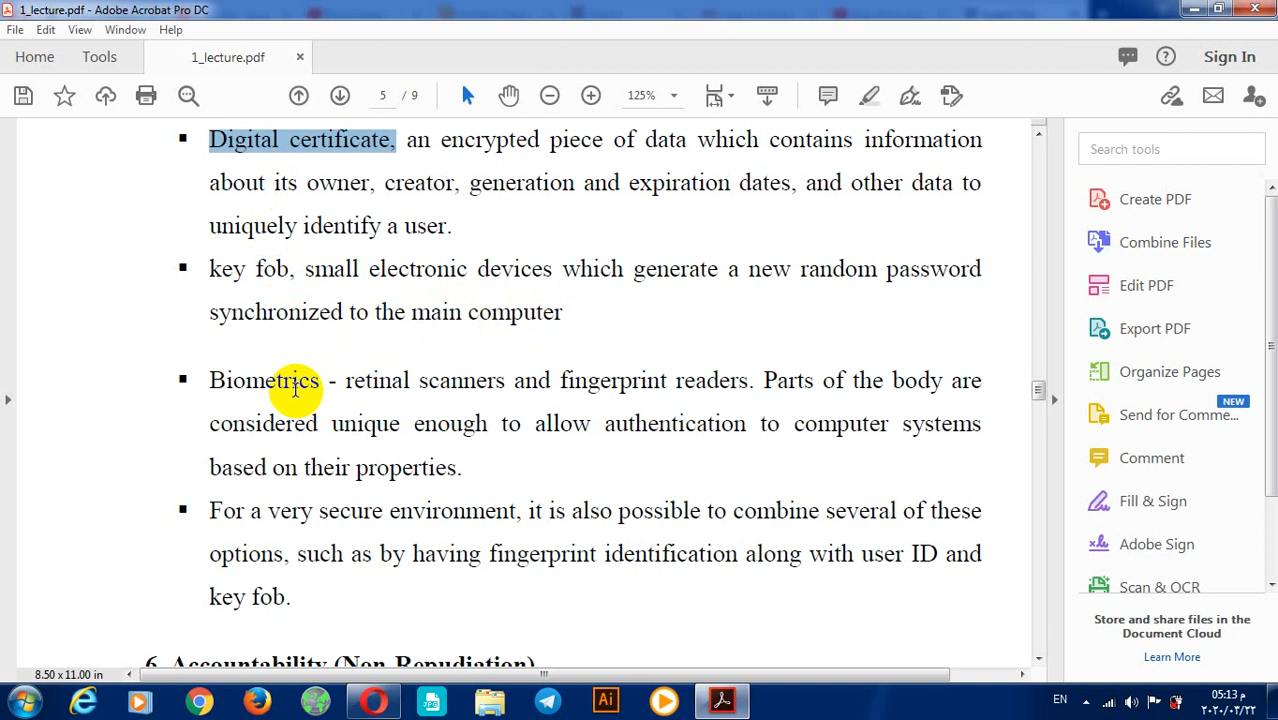 1_lecture.pdf - Adobe Acrobat Pro DC
File Edit View Window Help
Home Tools 1_lecture.pdf × Sign In
5 / 9 125%
▪ Digital certificate, an encrypted piece of data which contains information
about its owner, creator, generation and expiration dates, and other data to
uniquely identify a user.
▪ key fob, small electronic devices which generate a new random password
synchronized to the main computer
▪ Biometrics - retinal scanners and fingerprint readers. Parts of the body are
considered unique enough to allow authentication to computer systems
based on their properties.
▪ For a very secure environment, it is also possible to combine several of these
options, such as by having fingerprint identification along with user ID and
key fob.
6. Accountability (Non-Repudiation)
8.50 x 11.00 in
Search tools
Create PDF
Combine Files
Edit PDF
Export PDF
Organize Pages
NEW
Send for Comme...
Comment
Fill & Sign
Adobe Sign
Scan & OCR
Store and share files in the
Document Cloud
Learn More
JPG
Ai
EN
05:13 م
٢٠٢٠/٠٣/٢٢